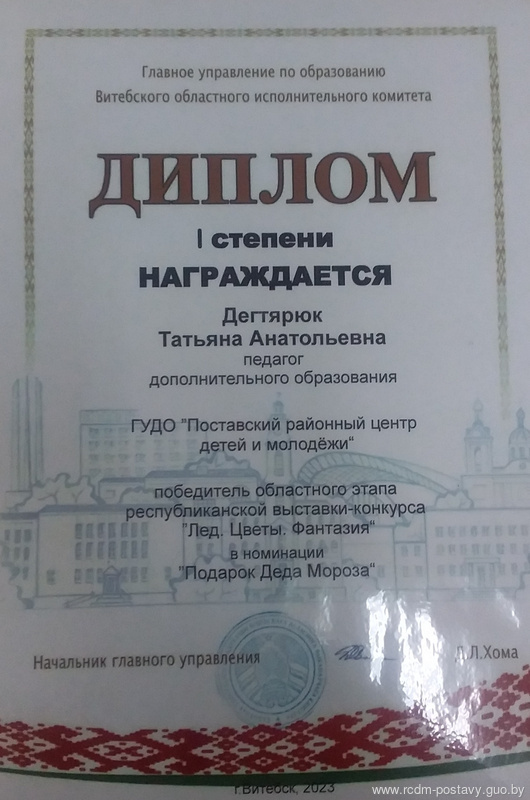 Главное управление по образованию
Витебского областного исполнительного комитета
ДИПЛОМ
I степени
НАГРАЖДАЕТСЯ
Дегтярюк
Татьяна Анатольевна
педагог
дополнительного образования
ГУДО "Поставский районный центр
детей и молодёжи“
победитель областного этапа
республиканской выставки-конкурса
"Лед. Цветы. Фантазия“
в номинации
"Подарок Деда Мороза“
Начальник главного управления
Д.Л.Хома
г.Витебск, 2023
www.rcdm-postavy.guo.by